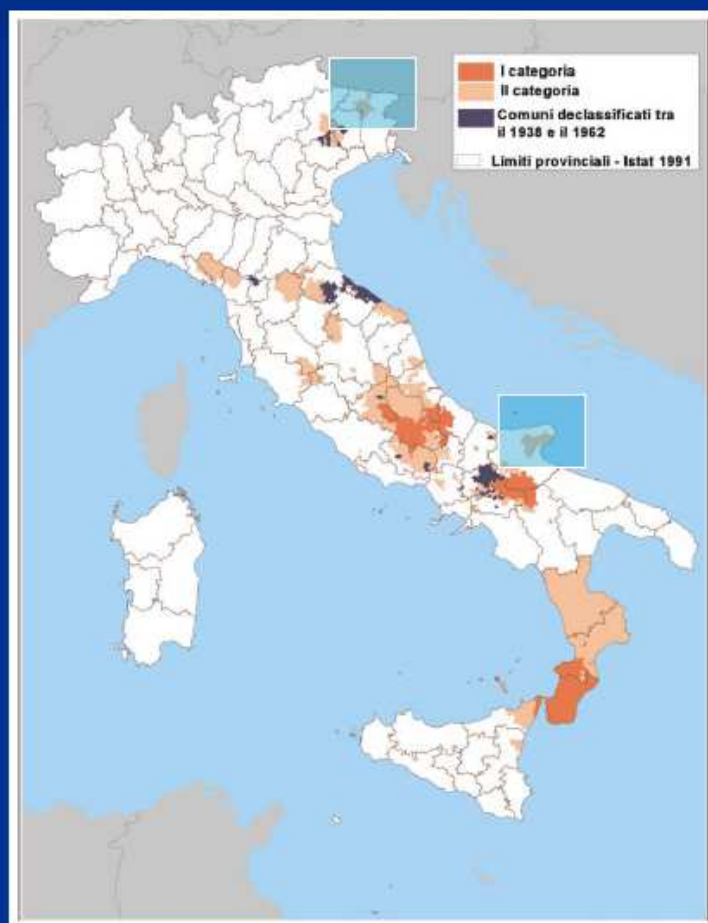 I categoria
II categoria
Comuni declassificati tra
il 1938 e il 1962
Limiti provinciali - Istat 1991